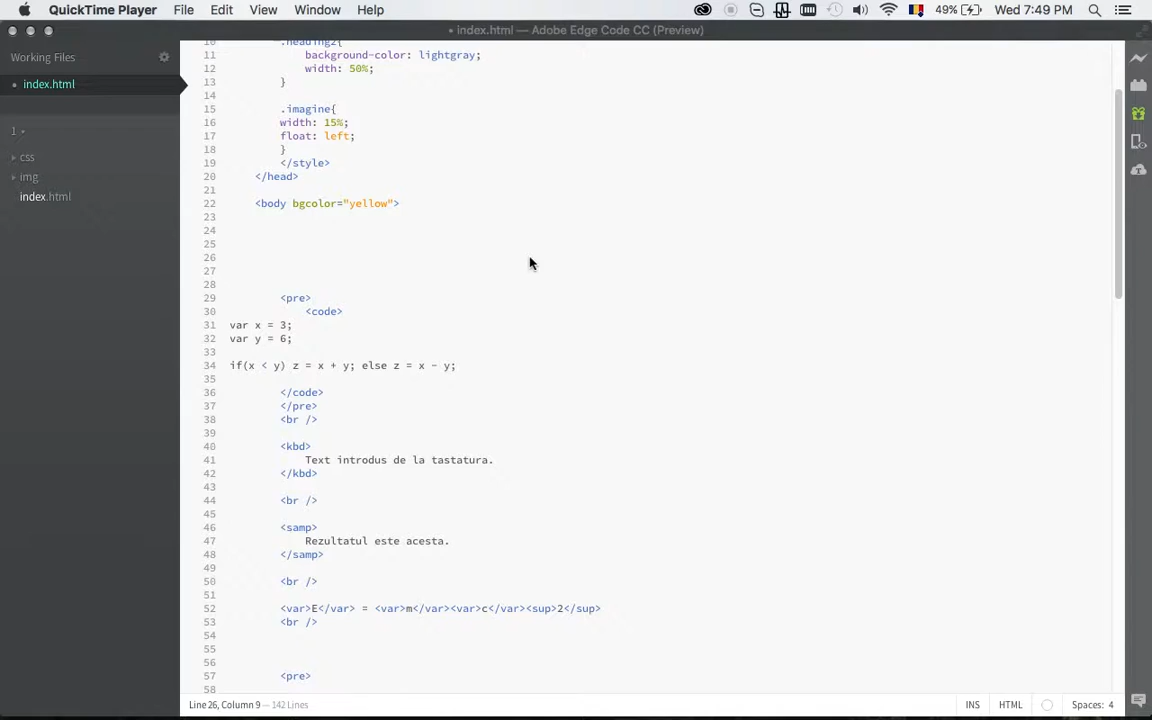 QuickTime Player File Edit View Window Help 49% Wed 7:49 PM
• index.html — Adobe Edge Code CC (Preview)
Working Files
index.html
1
css
img
index.html
10 .heading2{
11 background-color: lightgray;
12 width: 50%;
13 }
14
15 .imagine{
16 width: 15%;
17 float: left;
18 }
19 </style>
20 </head>
21
22 <body bgcolor="yellow">
23
24
25
26
27
28
29 <pre>
30 <code>
31 var x = 3;
32 var y = 6;
33
34 if(x < y) z = x + y; else z = x - y;
35
36 </code>
37 </pre>
38 <br />
39
40 <kbd>
41 Text introdus de la tastatura.
42 </kbd>
43
44 <br />
45
46 <samp>
47 Rezultatul este acesta.
48 </samp>
49
50 <br />
51
52 <var>E</var> = <var>m</var><var>c</var><sup>2</sup>
53 <br />
54
55
56
57 <pre>
58
Line 26, Column 9 — 142 Lines INS HTML Spaces: 4